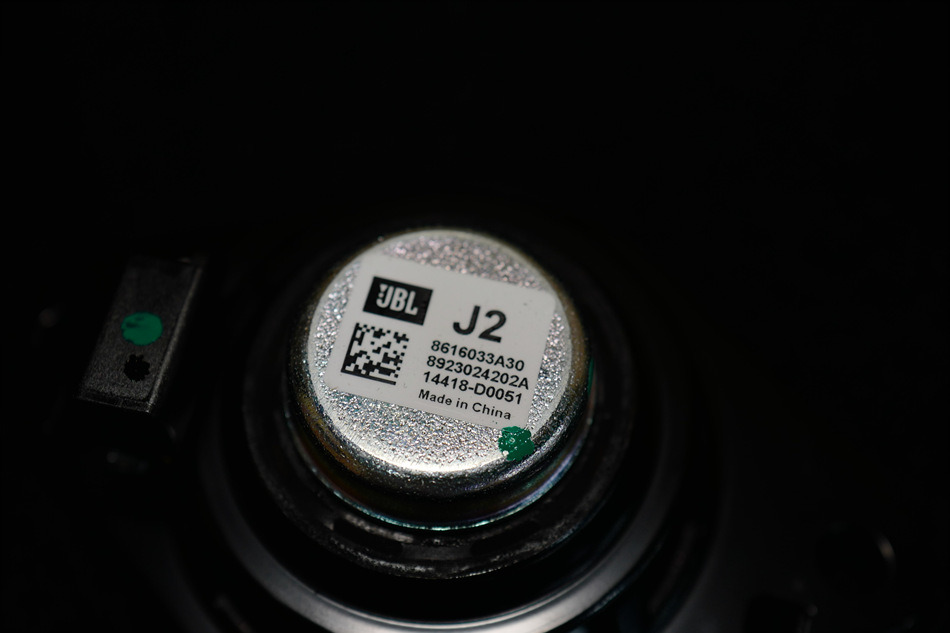 JBL
J2
8616033A30
8923024202A
14418-D0051
Made in China